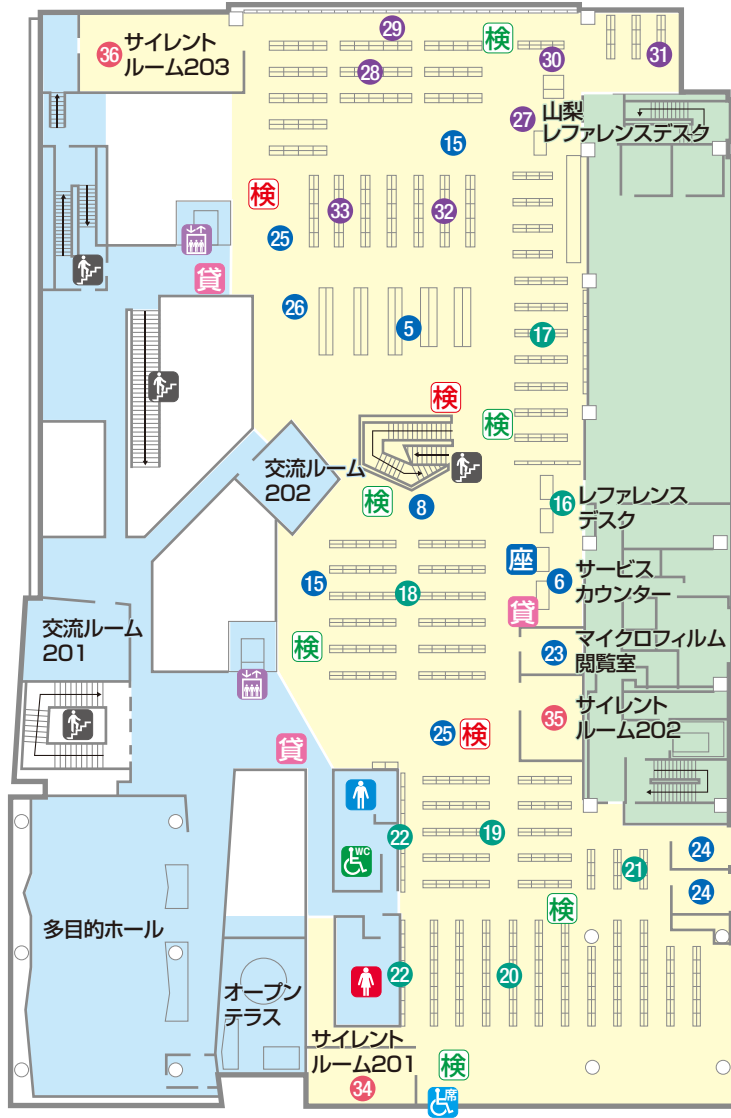 29
検
31
36
サイレント
ルーム203
30
28
山梨
レファレンスデスク
27
15
検
33
32
25
貸
26
5
17
検
検
交流ルーム
202
検
8
16
レファレンス
デスク
座
6
サービス
カウンター
15
18
貸
交流ルーム
201
検
23
マイクロフィルム
閲覧室
35
サイレント
ルーム202
25
検
貸
22
19
WC
21
24
24
検
多目的ホール
22
20
オープン
テラス
サイレント
ルーム201
34
検
席